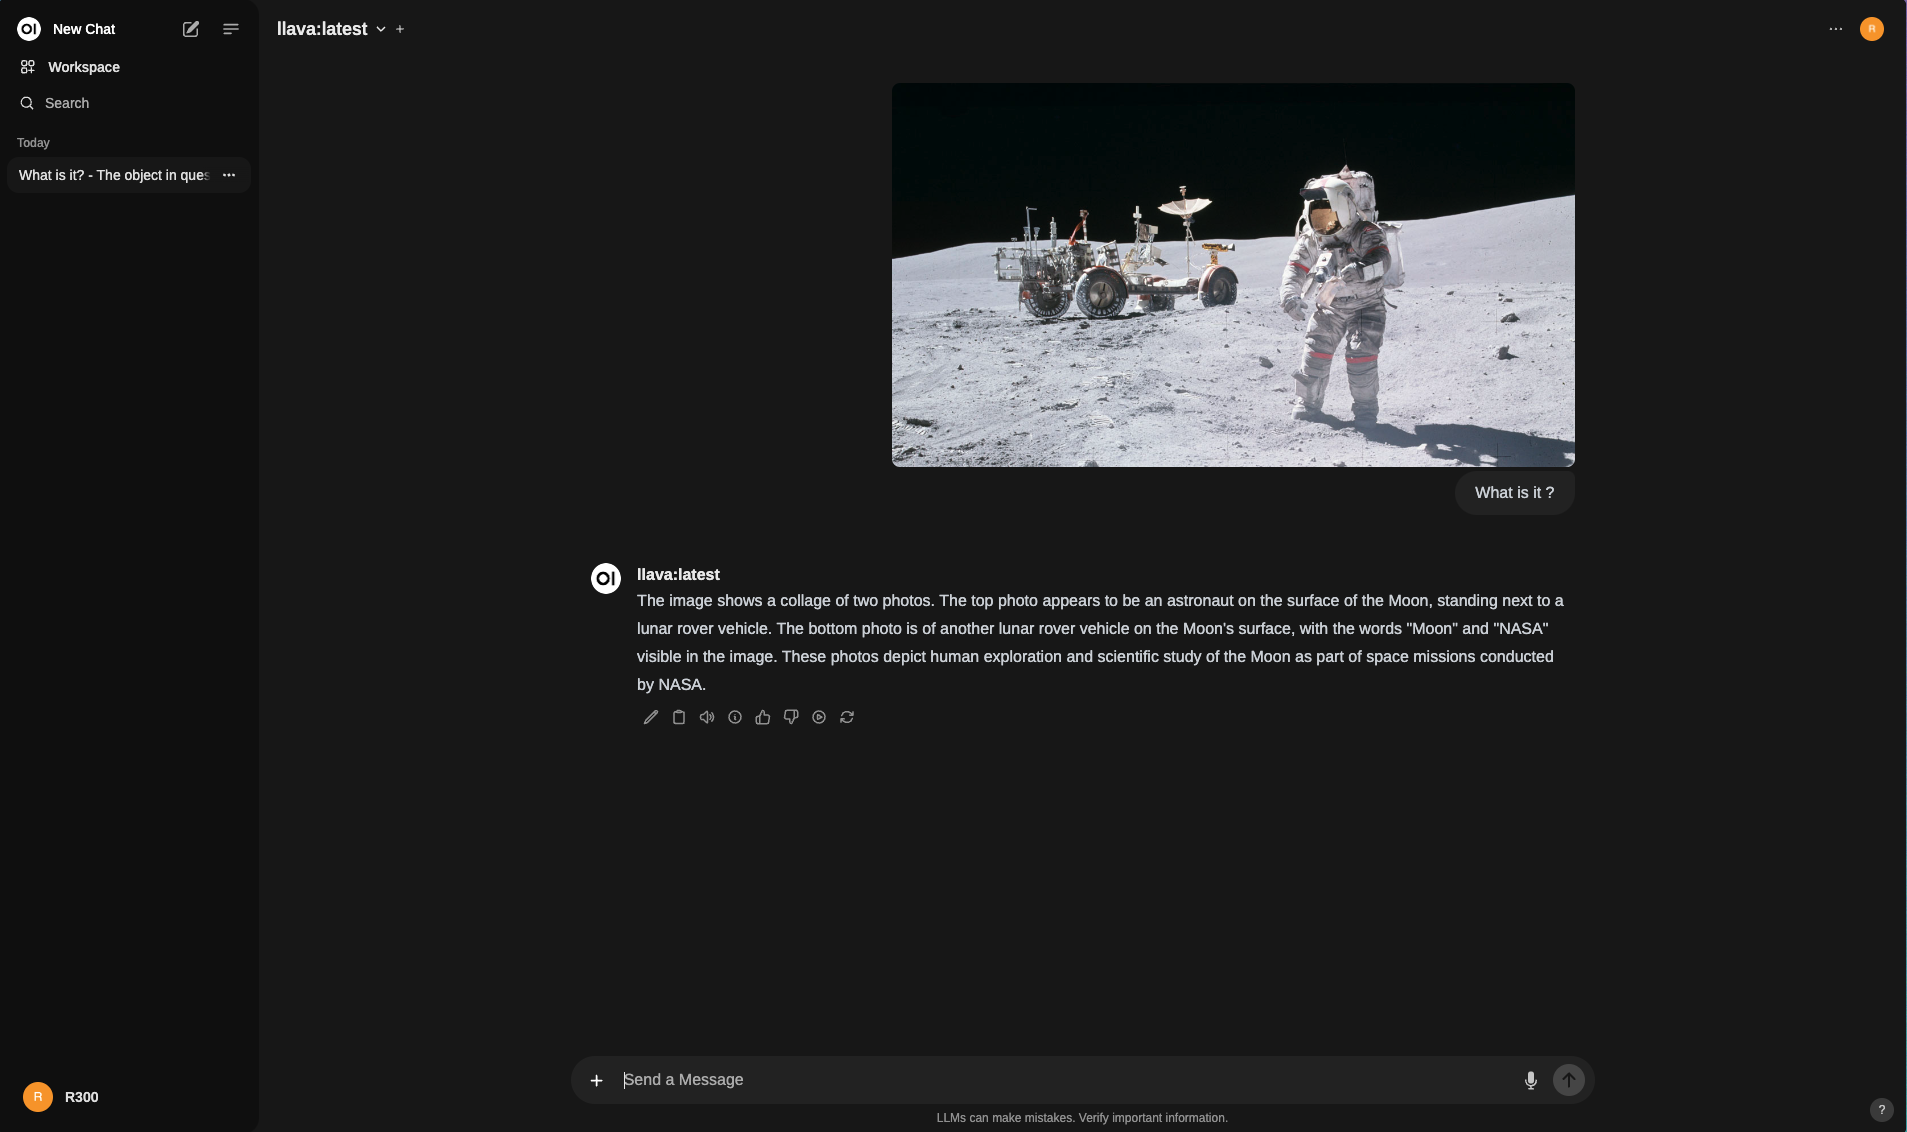 OI New Chat
Workspace
Search
Today
What is it? - The object in ques
R
R300
llava:latest
R
What is it ?
OI
llava:latest
The image shows a collage of two photos. The top photo appears to be an astronaut on the surface of the Moon, standing next to a
lunar rover vehicle. The bottom photo is of another lunar rover vehicle on the Moon's surface, with the words "Moon" and "NASA"
visible in the image. These photos depict human exploration and scientific study of the Moon as part of space missions conducted
by NASA.
Send a Message
LLMs can make mistakes. Verify important information.
?